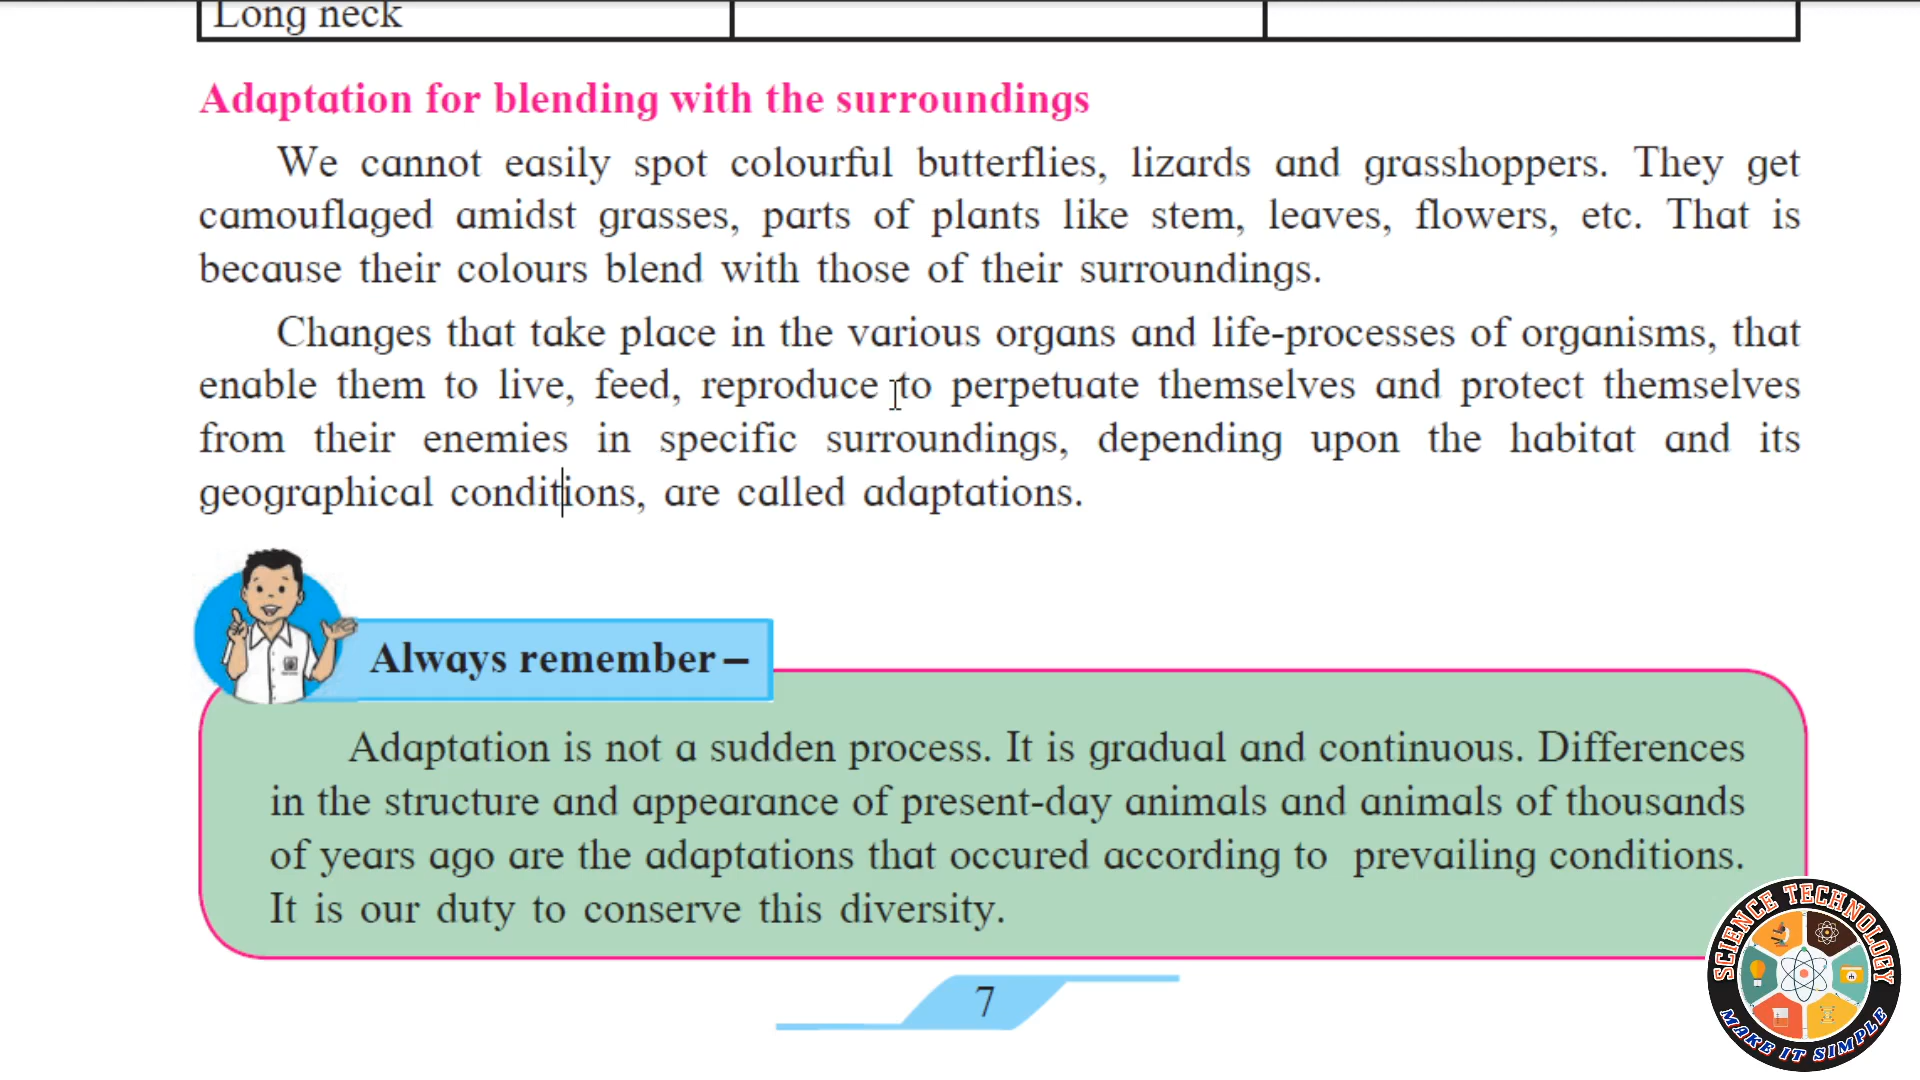 Long neck
Adaptation for blending with the surroundings
We cannot easily spot colourful butterflies, lizards and grasshoppers. They get
camouflaged amidst grasses, parts of plants like stem, leaves, flowers, etc. That is
because their colours blend with those of their surroundings.
Changes that take place in the various organs and life-processes of organisms, that
enable them to live, feed, reproduce to perpetuate themselves and protect themselves
from their enemies in specific surroundings, depending upon the habitat and its
geographical conditions, are called adaptations.
Always remember –
Adaptation is not a sudden process. It is gradual and continuous. Differences
in the structure and appearance of present-day animals and animals of thousands
of years ago are the adaptations that occured according to prevailing conditions.
It is our duty to conserve this diversity.
7
SCIENCE TECHNOLOGY
MAKE IT SIMPLE